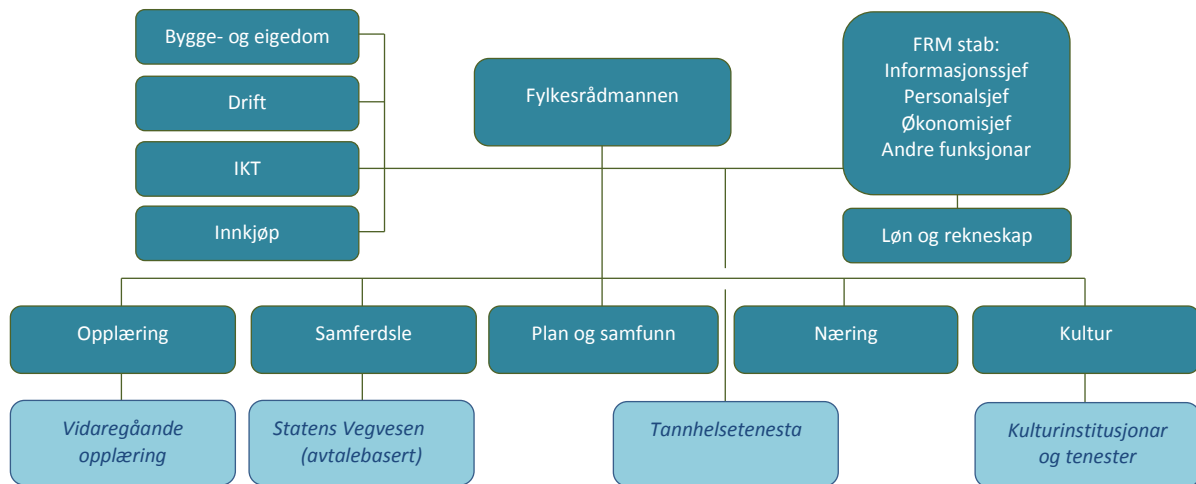 Bygge- og eigedom
Drift
IKT
Innkjøp
Fylkesrådmannen
FRM stab:
Informasjonssjef
Personalsjef
Økonomisjef
Andre funksjonar
Løn og rekneskap
Opplæring
Samferdsle
Plan og samfunn
Næring
Kultur
Vidaregåande
opplæring
Statens Vegvesen
(avtalebasert)
Tannhelsetenesta
Kulturinstitusjonar
og tenester